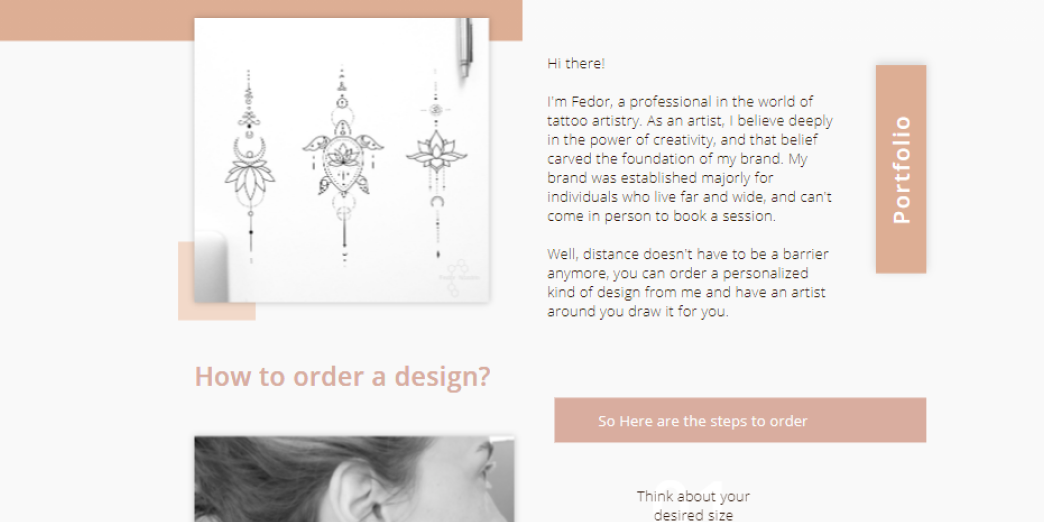 Hi there!
I'm Fedor, a professional in the world of
tattoo artistry. As an artist, I believe deeply
in the power of creativity, and that belief
carved the foundation of my brand. My
brand was established majorly for
individuals who live far and wide, and can't
come in person to book a session.
Well, distance doesn't have to be a barrier
anymore, you can order a personalized
kind of design from me and have an artist
around you draw it for you.
Portfolio
How to order a design?
So Here are the steps to order
Think about your
desired size